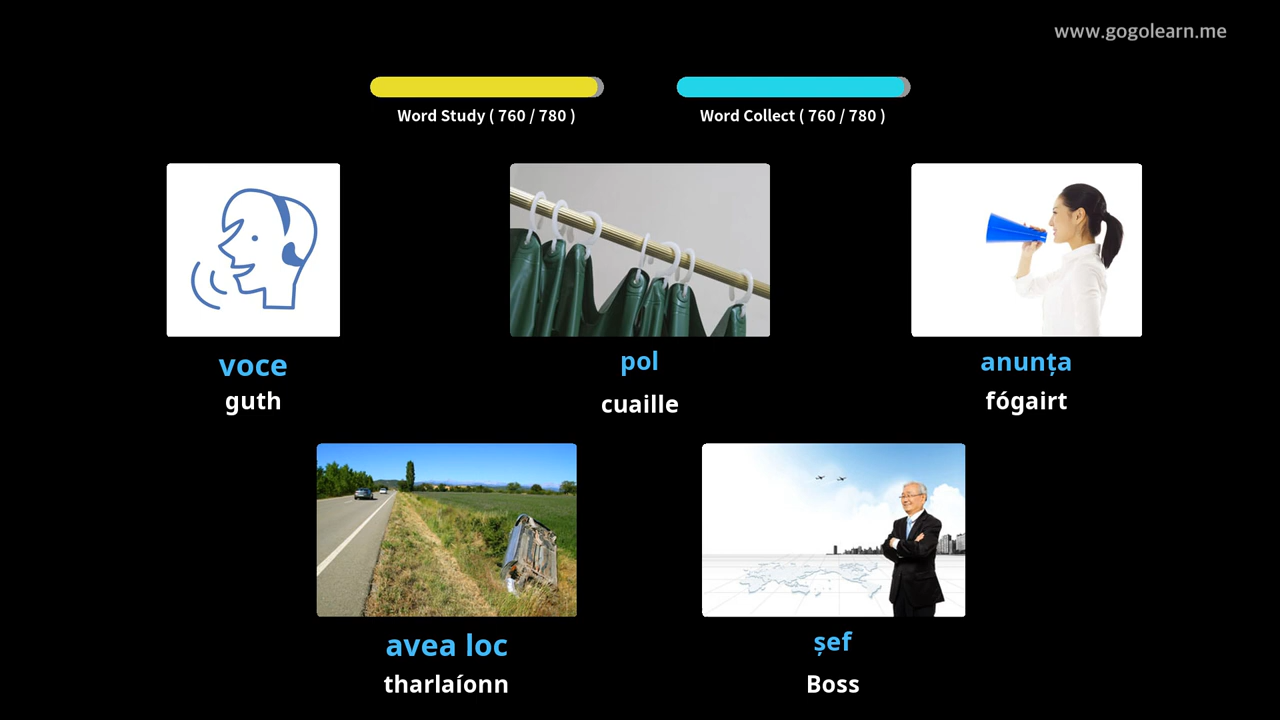 www.gogolearn.me
Word Study ( 760 / 780 )
Word Collect ( 760 / 780 )
voce
guth
pol
cuaille
anunța
fógairt
avea loc
tharlaíonn
șef
Boss